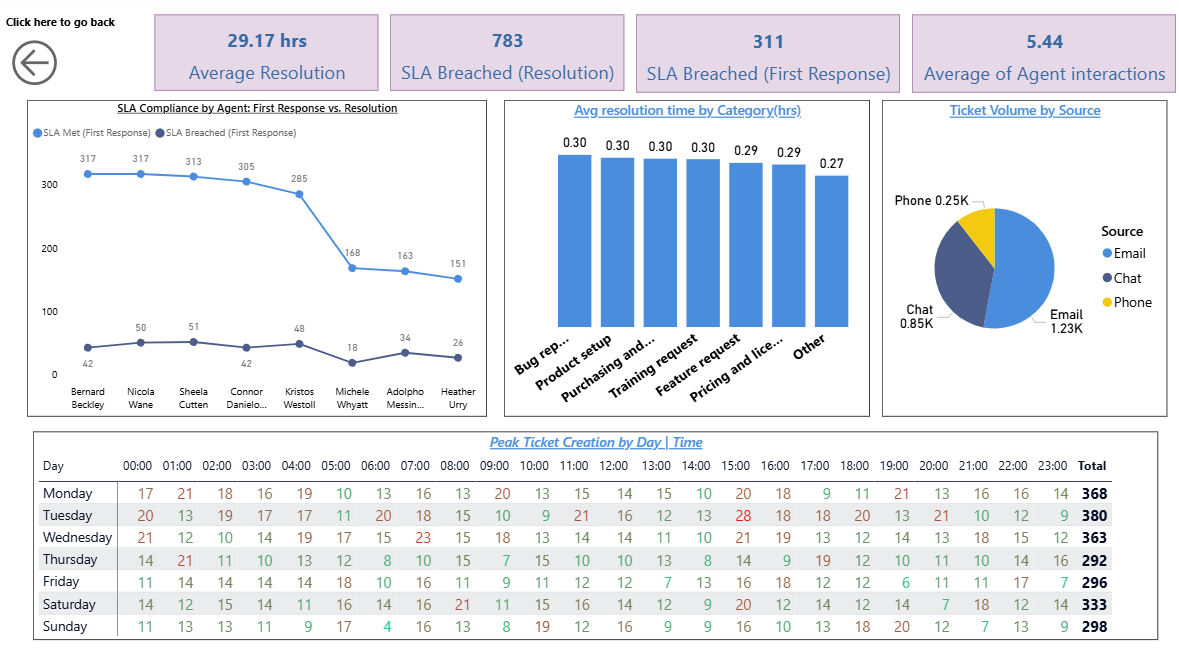 Click here to go back
29.17 hrs
Average Resolution
783
SLA Breached (Resolution)
311
SLA Breached (First Response)
5.44
Average of Agent interactions
SLA Compliance by Agent: First Response vs. Resolution
SLA Met (First Response) SLA Breached (First Response)
317 317 313 305 285 168 163 151
300
200
100
0
42 50 51 42 48 18 34 26
Bernard Beckley
Nicola Wane
Sheela Cutten
Connor Danielo...
Kristos Westoll
Michele Whyatt
Adolpho Messin...
Heather Urry
Avg resolution time by Category(hrs)
0.30 0.30 0.30 0.30 0.29 0.29 0.27
Bug rep...
Product setup
Purchasing and...
Training request
Feature request
Pricing and lice...
Other
Ticket Volume by Source
Phone 0.25K
Chat
0.85K
Email
1.23K
Source
Email
Chat
Phone
Peak Ticket Creation by Day | Time
Day 00:00 01:00 02:00 03:00 04:00 05:00 06:00 07:00 08:00 09:00 10:00 11:00 12:00 13:00 14:00 15:00 16:00 17:00 18:00 19:00 20:00 21:00 22:00 23:00 Total
Monday 17 21 18 16 19 10 13 16 13 20 13 15 14 15 10 20 18 9 11 21 13 16 16 14 368
Tuesday 20 13 19 17 17 11 20 18 15 10 9 21 16 12 13 28 18 18 20 13 21 10 12 9 380
Wednesday 21 12 10 14 19 17 15 23 15 18 13 14 14 11 10 21 19 13 12 14 13 18 15 12 363
Thursday 14 21 11 10 13 12 8 10 15 7 15 10 10 13 8 14 9 19 12 10 11 10 14 16 292
Friday 11 14 14 14 14 18 10 16 11 9 11 12 12 7 13 16 18 12 12 6 11 11 17 7 296
Saturday 14 12 15 14 11 16 14 16 21 11 15 16 14 12 9 20 12 14 12 14 7 18 12 14 333
Sunday 11 13 13 11 9 17 4 16 13 8 19 12 16 9 9 16 10 13 18 20 12 7 13 9 298